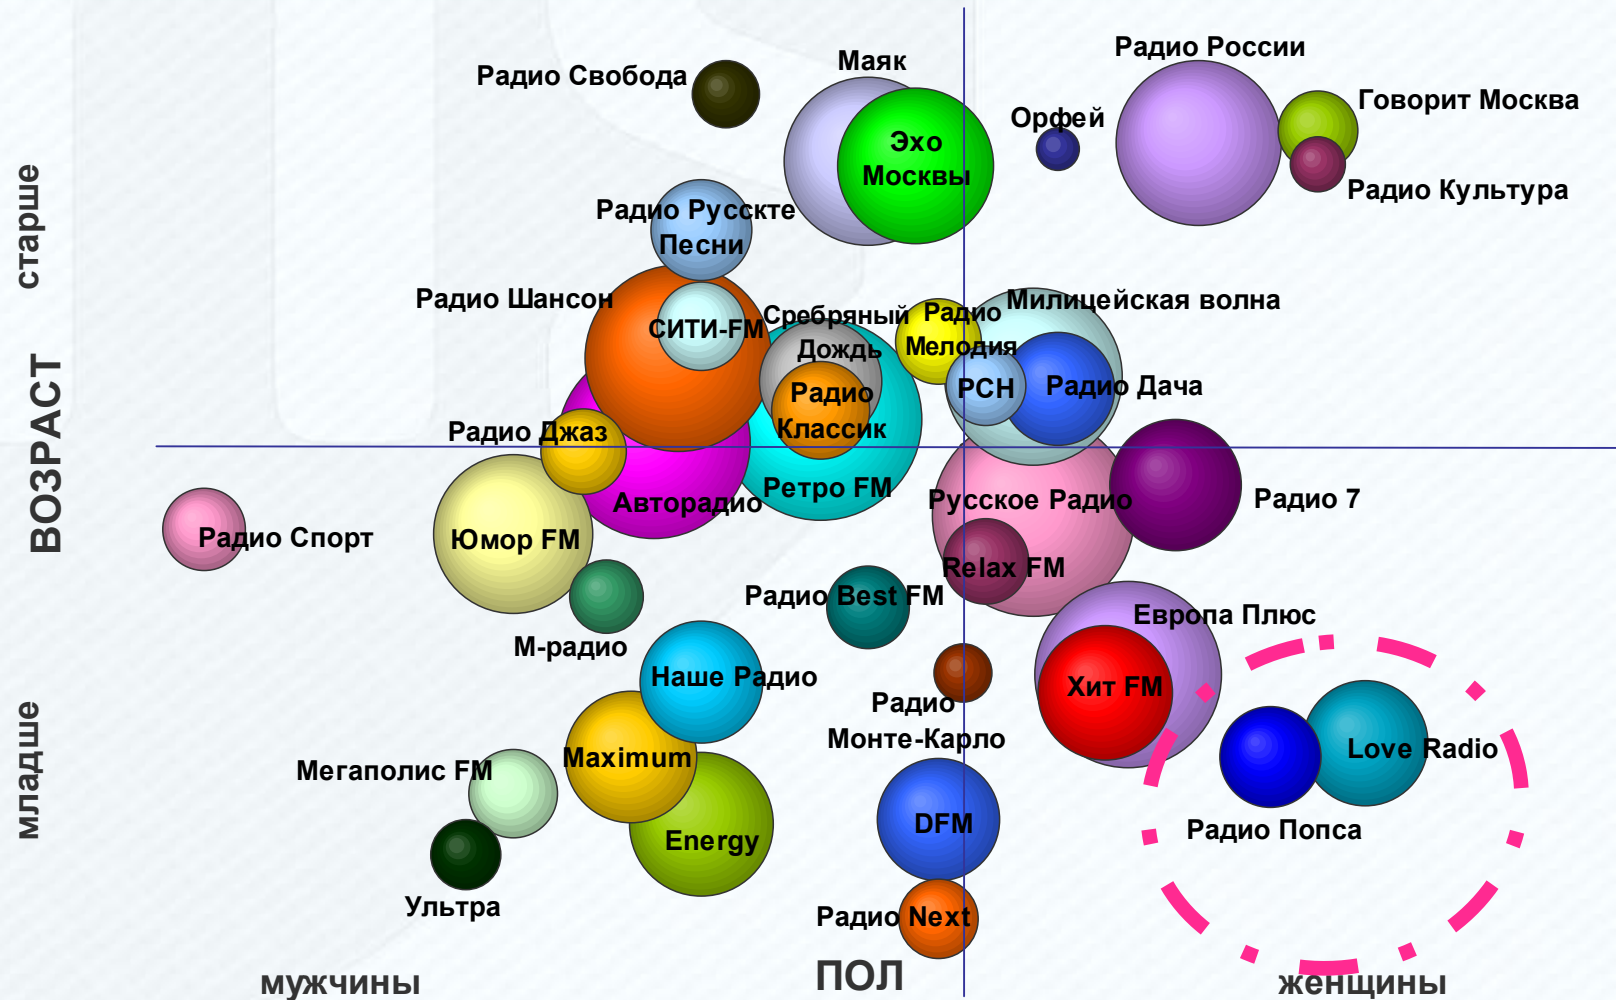 Радио России
Маяк
Радио Свобода
Говорит Москва
Орфей
Эхо
Москвы
Радио Культура
старше
Радио Русскте
Песни
Радио Шансон
Милицейская волна
Сребряный
Дождь
Радио
Мелодия
СИТИ-FM
РСН
Радио Дача
Радио
Классик
ВОЗРАСТ
Радио Джаз
Ретро FM
Авторадио
Русское Радио
Радио 7
Радио Спорт
Юмор FM
Relax FM
Радио Best FM
Европа Плюс
М-радио
Наше Радио
Хит FM
Радио
Монте-Карло
младше
Maximum
Love Radio
Мегаполис FM
DFM
Радио Попса
Energy
Ультра
Радио Next
мужчины
ПОЛ
женщины